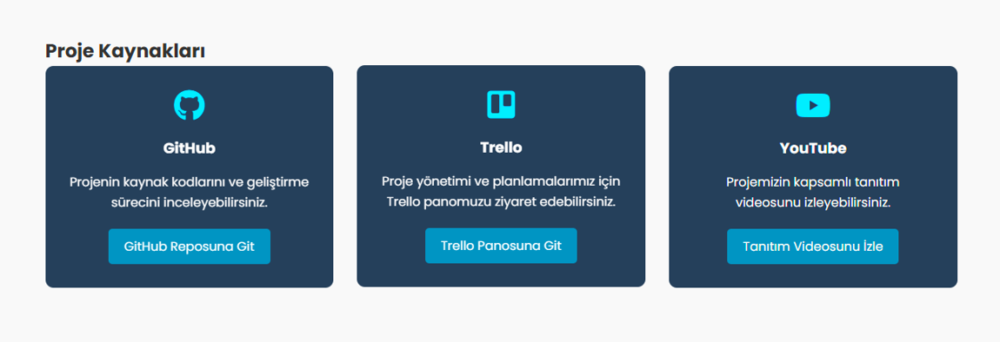 Proje Kaynakları
GitHub
Projenin kaynak kodlarını ve geliştirme
sürecini inceleyebilirsiniz.
GitHub Reposuna Git
Trello
Proje yönetimi ve planlamalarımız için
Trello panomuzu ziyaret edebilirsiniz.
Trello Panosuna Git
YouTube
Projemizin kapsamlı tanıtım
videosunu izleyebilirsiniz.
Tanıtım Videosunu İzle